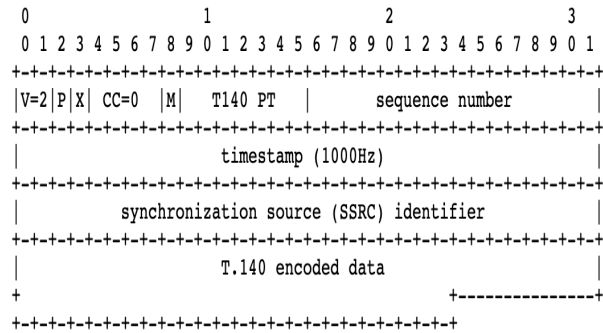 0                   1                   2                   3
0 1 2 3 4 5 6 7 8 9 0 1 2 3 4 5 6 7 8 9 0 1 2 3 4 5 6 7 8 9 0 1
+-+-+-+-+-+-+-+-+-+-+-+-+-+-+-+-+-+-+-+-+-+-+-+-+-+-+-+-+-+-+-+-+
|V=2|P|X| CC=0  |M|   T140 PT   |       sequence number         |
+-+-+-+-+-+-+-+-+-+-+-+-+-+-+-+-+-+-+-+-+-+-+-+-+-+-+-+-+-+-+-+-+
|                      timestamp (1000Hz)                       |
+-+-+-+-+-+-+-+-+-+-+-+-+-+-+-+-+-+-+-+-+-+-+-+-+-+-+-+-+-+-+-+-+
|           synchronization source (SSRC) identifier            |
+-+-+-+-+-+-+-+-+-+-+-+-+-+-+-+-+-+-+-+-+-+-+-+-+-+-+-+-+-+-+-+-+
|                      T.140 encoded data                       |
+                                               +---------------+
+-+-+-+-+-+-+-+-+-+-+-+-+-+-+-+-+-+-+-+-+-+-+-+-+